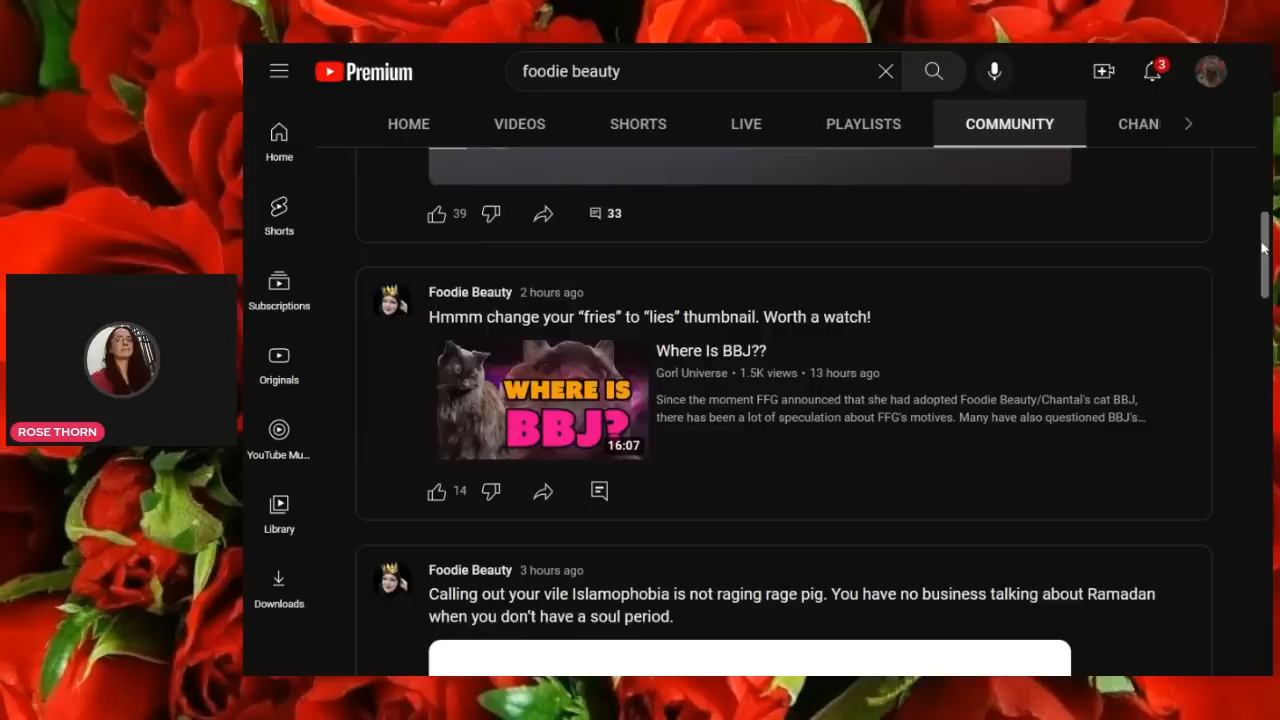 Premium
foodie beauty
3
HOME VIDEOS SHORTS LIVE PLAYLISTS COMMUNITY CHAN
Home
Shorts
Subscriptions
Originals
YouTube Mu...
Library
Downloads
39 33
Foodie Beauty 2 hours ago
Hmmm change your “fries” to “lies” thumbnail. Worth a watch!
WHERE IS
BBJ?
16:07
Where Is BBJ??
Gorl Universe • 1.5K views • 13 hours ago
Since the moment FFG announced that she had adopted Foodie Beauty/Chantal's cat BBJ,
there has been a lot of speculation about FFG's motives. Many have also questioned BBJ's...
14
Foodie Beauty 3 hours ago
Calling out your vile Islamophobia is not raging rage pig. You have no business talking about Ramadan
when you don’t have a soul period.
ROSE THORN